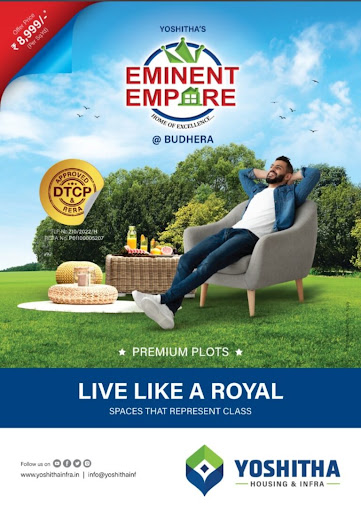 Offer Price
₹ 8,999/-*
(Per Sq.yd)
YOSHITHA'S
EMINENT
EMPIRE
HOME OF EXCELLENCE...
@ BUDHERA
APPROVED
DTCP
& RERA
P01100005207
★ PREMIUM PLOTS ★
LIVE LIKE A ROYAL
SPACES THAT REPRESENT CLASS
Follow us on
www.yoshithainfra.in | info@yoshithainf
YOSHITHA
HOUSING & INFRA